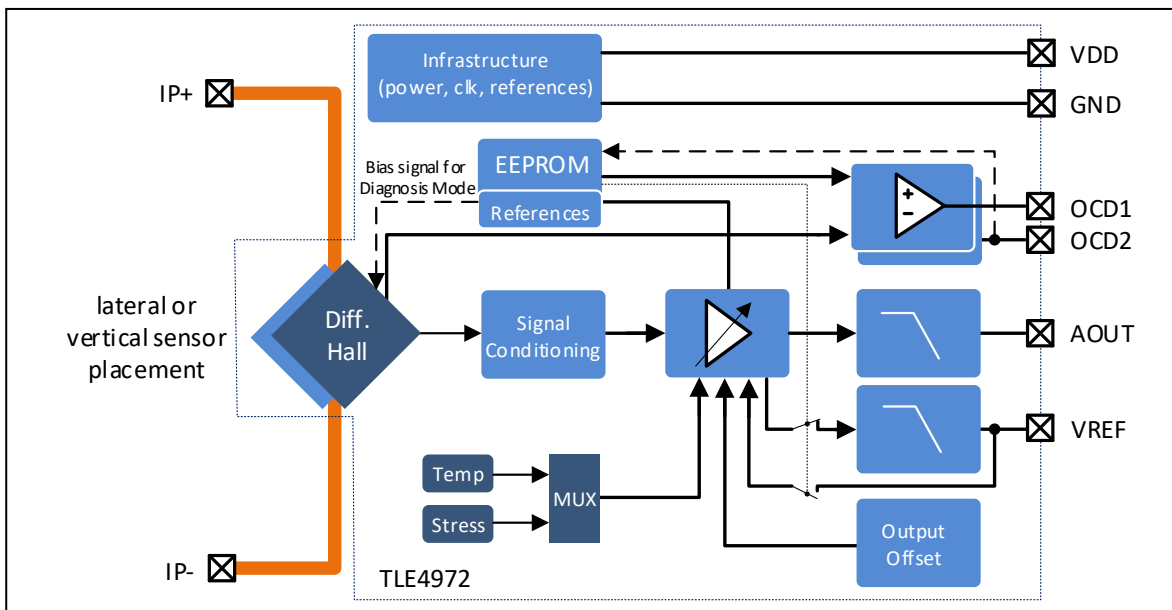 Infrastructure
(power, clk, references)
VDD
GND
IP+
Bias signal for
Diagnosis Mode
EEPROM
References
+
-
OCD1
OCD2
lateral or
vertical sensor
placement
Diff.
Hall
Signal
Conditioning
AOUT
VREF
Temp
Stress
MUX
Output
Offset
IP-
TLE4972